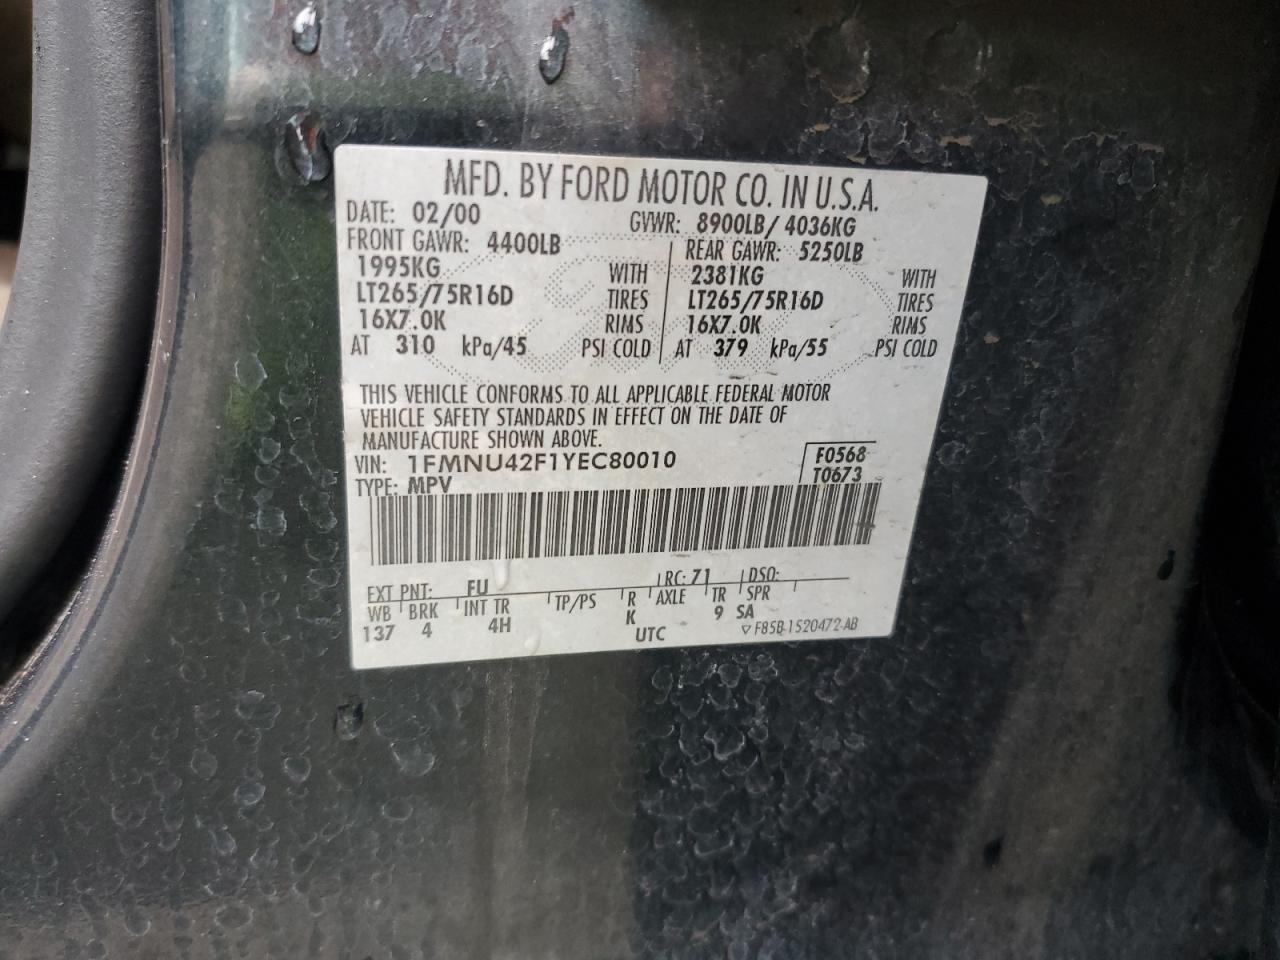 MFD. BY FORD MOTOR CO. IN U.S.A.
DATE: 02/00 GVWR: 8900LB/ 4036KG
FRONT GAWR: 4400LB REAR GAWR: 5250LB
1995KG WITH 2381KG WITH
LT265/75R16D TIRES LT265/75R16D TIRES
16X7.0K RIMS 16X7.0K RIMS
AT 310 kPa/45 PSI COLD AT 379 kPa/55 PSI COLD
THIS VEHICLE CONFORMS TO ALL APPLICABLE FEDERAL MOTOR
VEHICLE SAFETY STANDARDS IN EFFECT ON THE DATE OF
MANUFACTURE SHOWN ABOVE.
VIN: 1FMNU42F1YEC80010 F0568
TYPE: MPV T0673
EXT PNT: FU RC: 71 DSO:
WB BRK INT TR TP/PS R AXLE TR SPR
137 4 4H K 9 SA
UTC ▽ F85B-1520472-AB